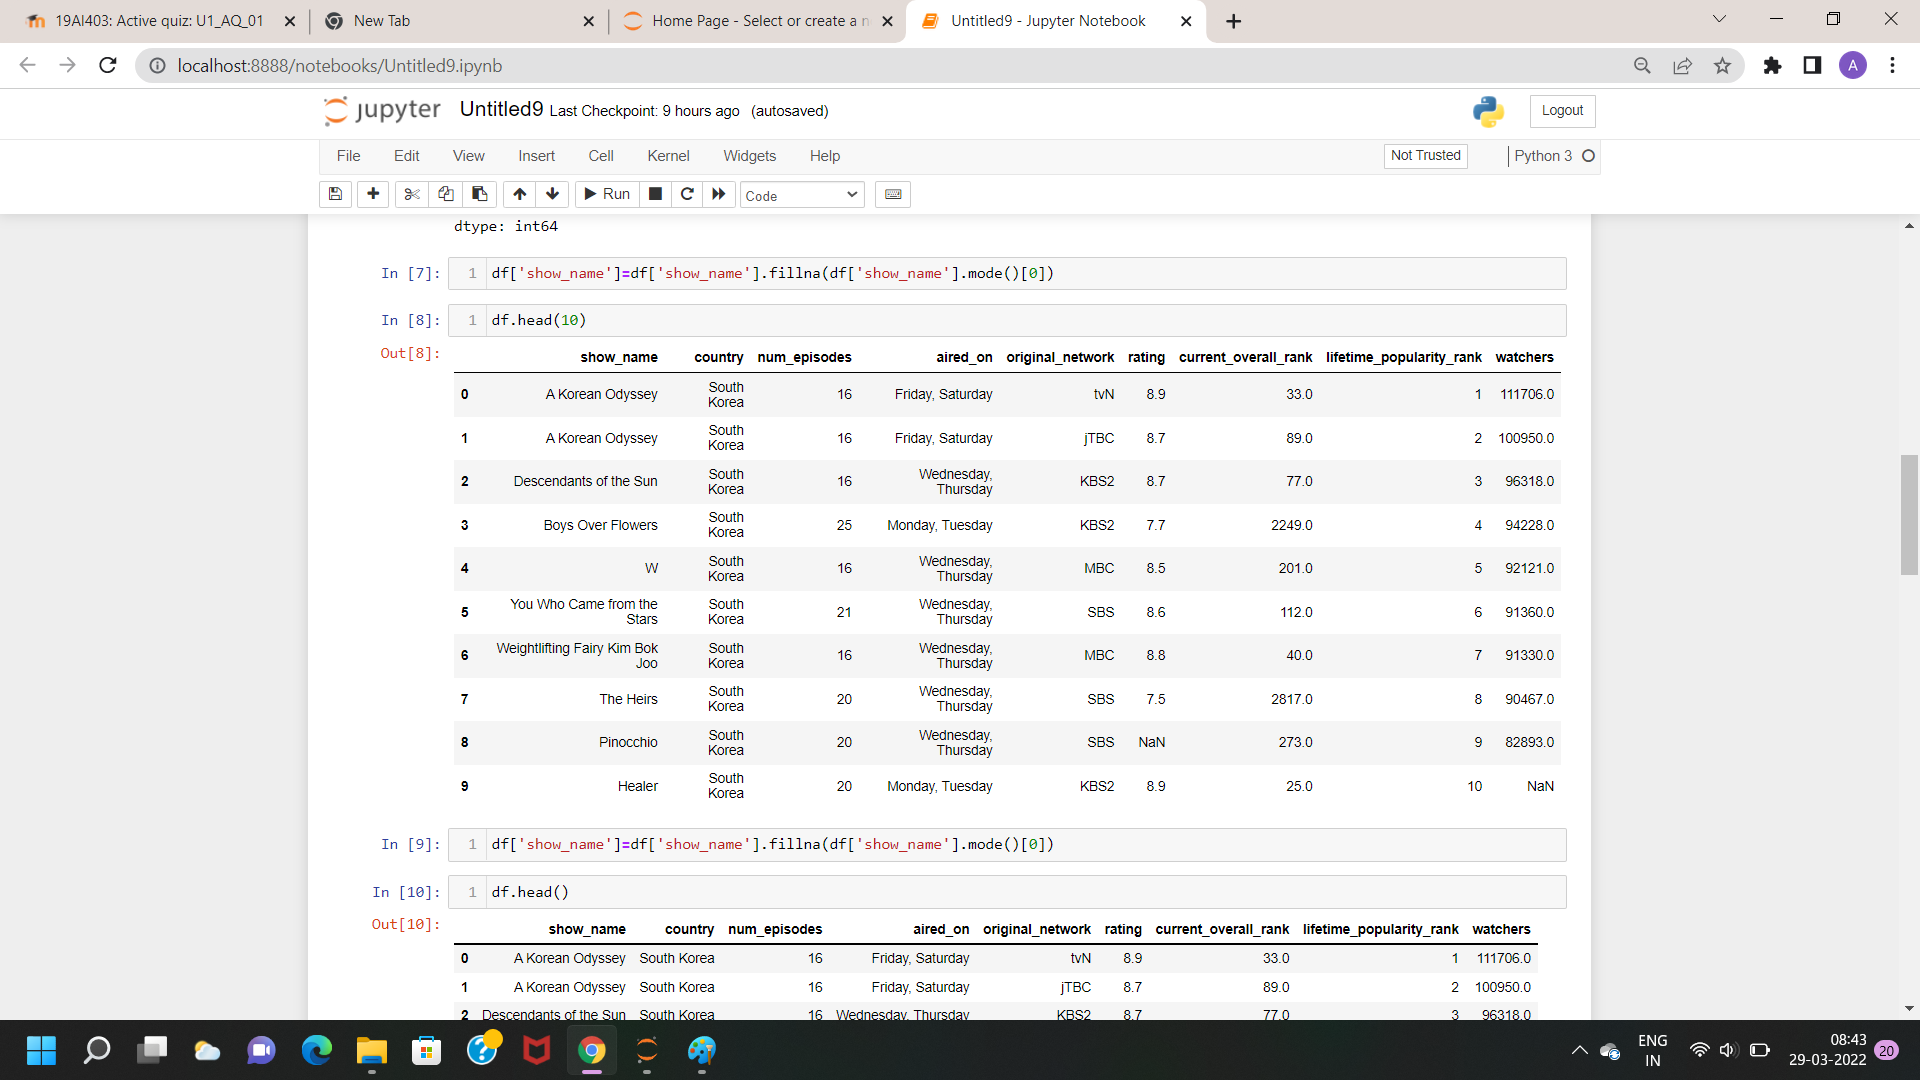 19AI403: Active quiz: U1_AQ_01
New Tab
Home Page - Select or create a n
Untitled9 - Jupyter Notebook
localhost:8888/notebooks/Untitled9.ipynb
A
jupyter Untitled9 Last Checkpoint: 9 hours ago (autosaved)
Logout
File Edit View Insert Cell Kernel Widgets Help
Not Trusted
Python 3
Run
Code
dtype: int64
In [7]: 1 df['show_name']=df['show_name'].fillna(df['show_name'].mode()[0])
In [8]: 1 df.head(10)
Out[8]:
show_name country num_episodes aired_on original_network rating current_overall_rank lifetime_popularity_rank watchers
0 A Korean Odyssey South Korea 16 Friday, Saturday tvN 8.9 33.0 1 111706.0
1 A Korean Odyssey South Korea 16 Friday, Saturday jTBC 8.7 89.0 2 100950.0
2 Descendants of the Sun South Korea 16 Wednesday, Thursday KBS2 8.7 77.0 3 96318.0
3 Boys Over Flowers South Korea 25 Monday, Tuesday KBS2 7.7 2249.0 4 94228.0
4 W South Korea 16 Wednesday, Thursday MBC 8.5 201.0 5 92121.0
5 You Who Came from the Stars South Korea 21 Wednesday, Thursday SBS 8.6 112.0 6 91360.0
6 Weightlifting Fairy Kim Bok Joo South Korea 16 Wednesday, Thursday MBC 8.8 40.0 7 91330.0
7 The Heirs South Korea 20 Wednesday, Thursday SBS 7.5 2817.0 8 90467.0
8 Pinocchio South Korea 20 Wednesday, Thursday SBS NaN 273.0 9 82893.0
9 Healer South Korea 20 Monday, Tuesday KBS2 8.9 25.0 10 NaN
In [9]: 1 df['show_name']=df['show_name'].fillna(df['show_name'].mode()[0])
In [10]: 1 df.head()
Out[10]:
show_name country num_episodes aired_on original_network rating current_overall_rank lifetime_popularity_rank watchers
0 A Korean Odyssey South Korea 16 Friday, Saturday tvN 8.9 33.0 1 111706.0
1 A Korean Odyssey South Korea 16 Friday, Saturday jTBC 8.7 89.0 2 100950.0
2 Descendants of the Sun South Korea 16 Wednesday, Thursday KBS2 8.7 77.0 3 96318.0
ENG
IN
08:43
29-03-2022
20